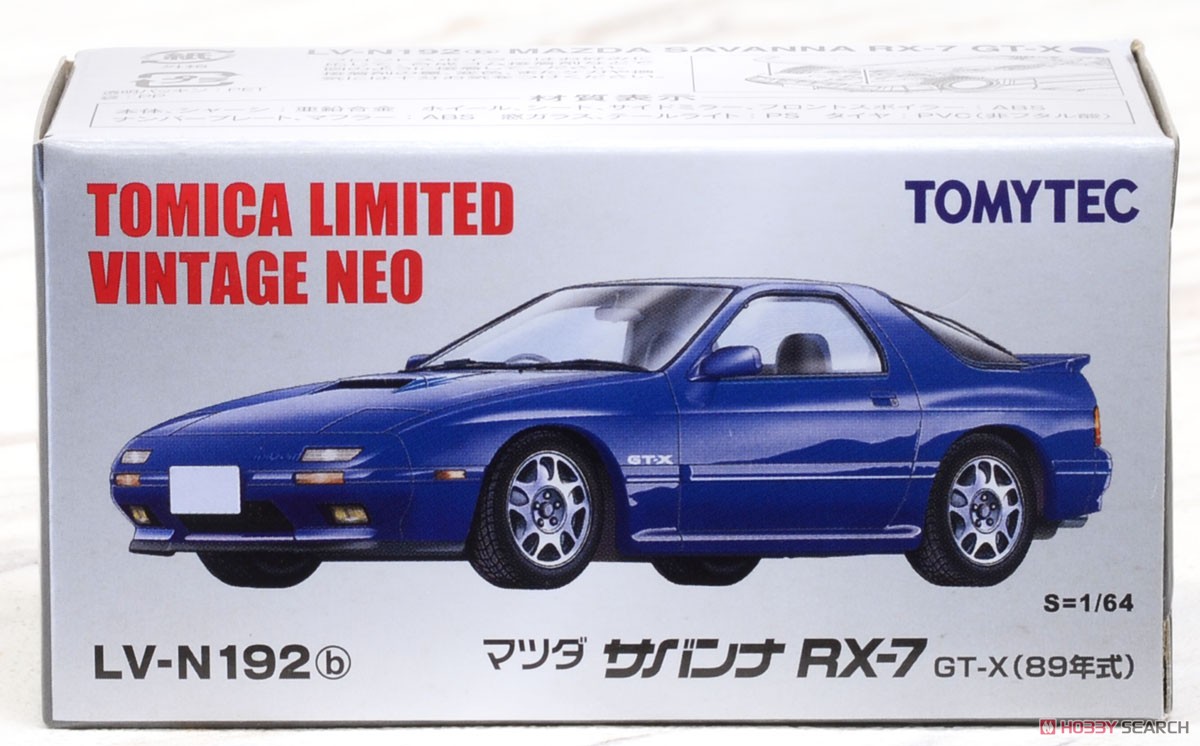 LV-N192ⓑ MAZDA SAVANNA RX-7 GT-X
材質表示
本体、シャーシ:亜鉛合金 ホイール、シート、サイドミラー、フロントスポイラー:ABS
ナンバープレート、マフラー:ABS 窓ガラス、テールライト:PS タイヤ:PVC(非フタル酸)
TOMICA LIMITED
VINTAGE NEO
TOMYTEC
GT-X
S=1/64
LV-N192ⓑ
マツダ サバンナ RX-7 GT-X(89年式)
HOBBY SEARCH